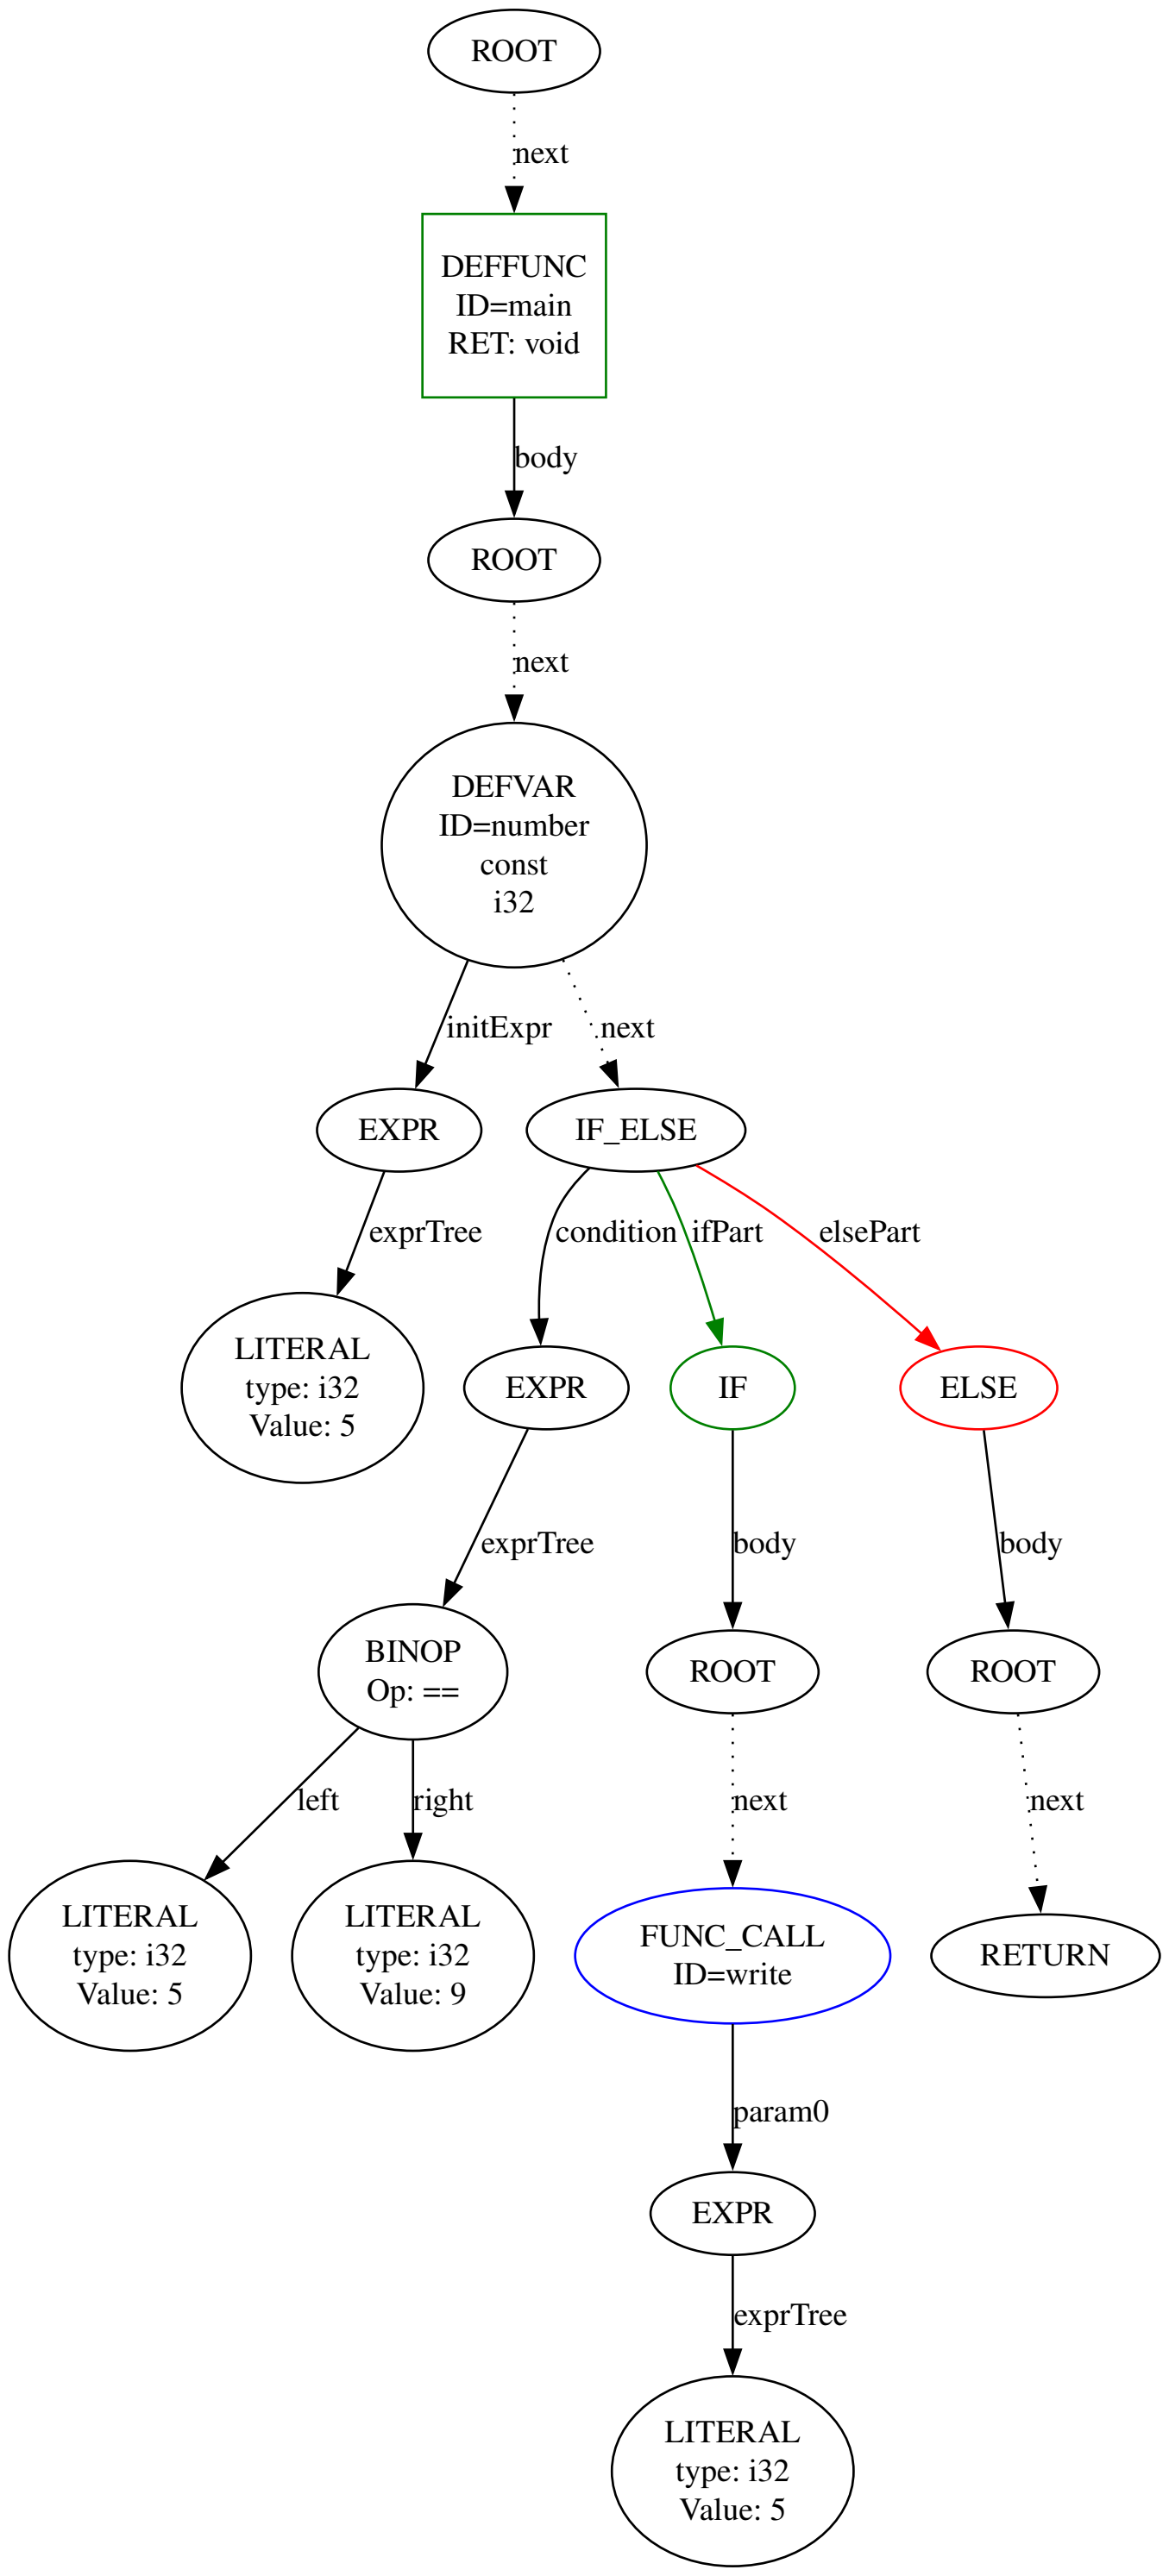 ROOT
next
DEFFUNC
ID=main
RET: void
body
ROOT
next
DEFVAR
ID=number
const
i32
initExpr
next
EXPR
IF_ELSE
exprTree
condition
ifPart
elsePart
LITERAL
type: i32
Value: 5
EXPR
IF
ELSE
exprTree
body
body
BINOP
Op: ==
ROOT
ROOT
left
right
next
next
LITERAL
type: i32
Value: 5
LITERAL
type: i32
Value: 9
FUNC_CALL
ID=write
RETURN
param0
EXPR
exprTree
LITERAL
type: i32
Value: 5